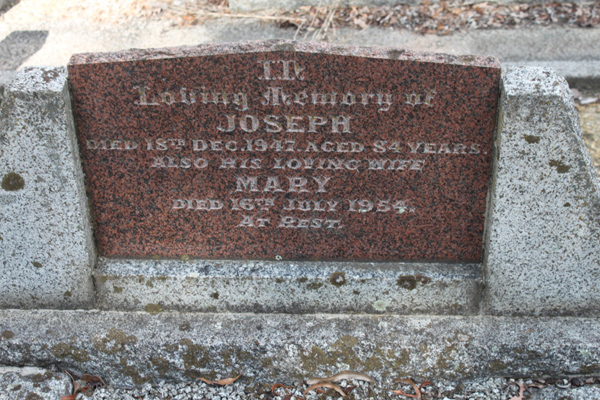 In
Loving Memory of
JOSEPH
DIED 18TH DEC. 1947. AGED 84 YEARS.
ALSO HIS LOVING WIFE
MARY
DIED 16TH JULY 1954.
AT REST.